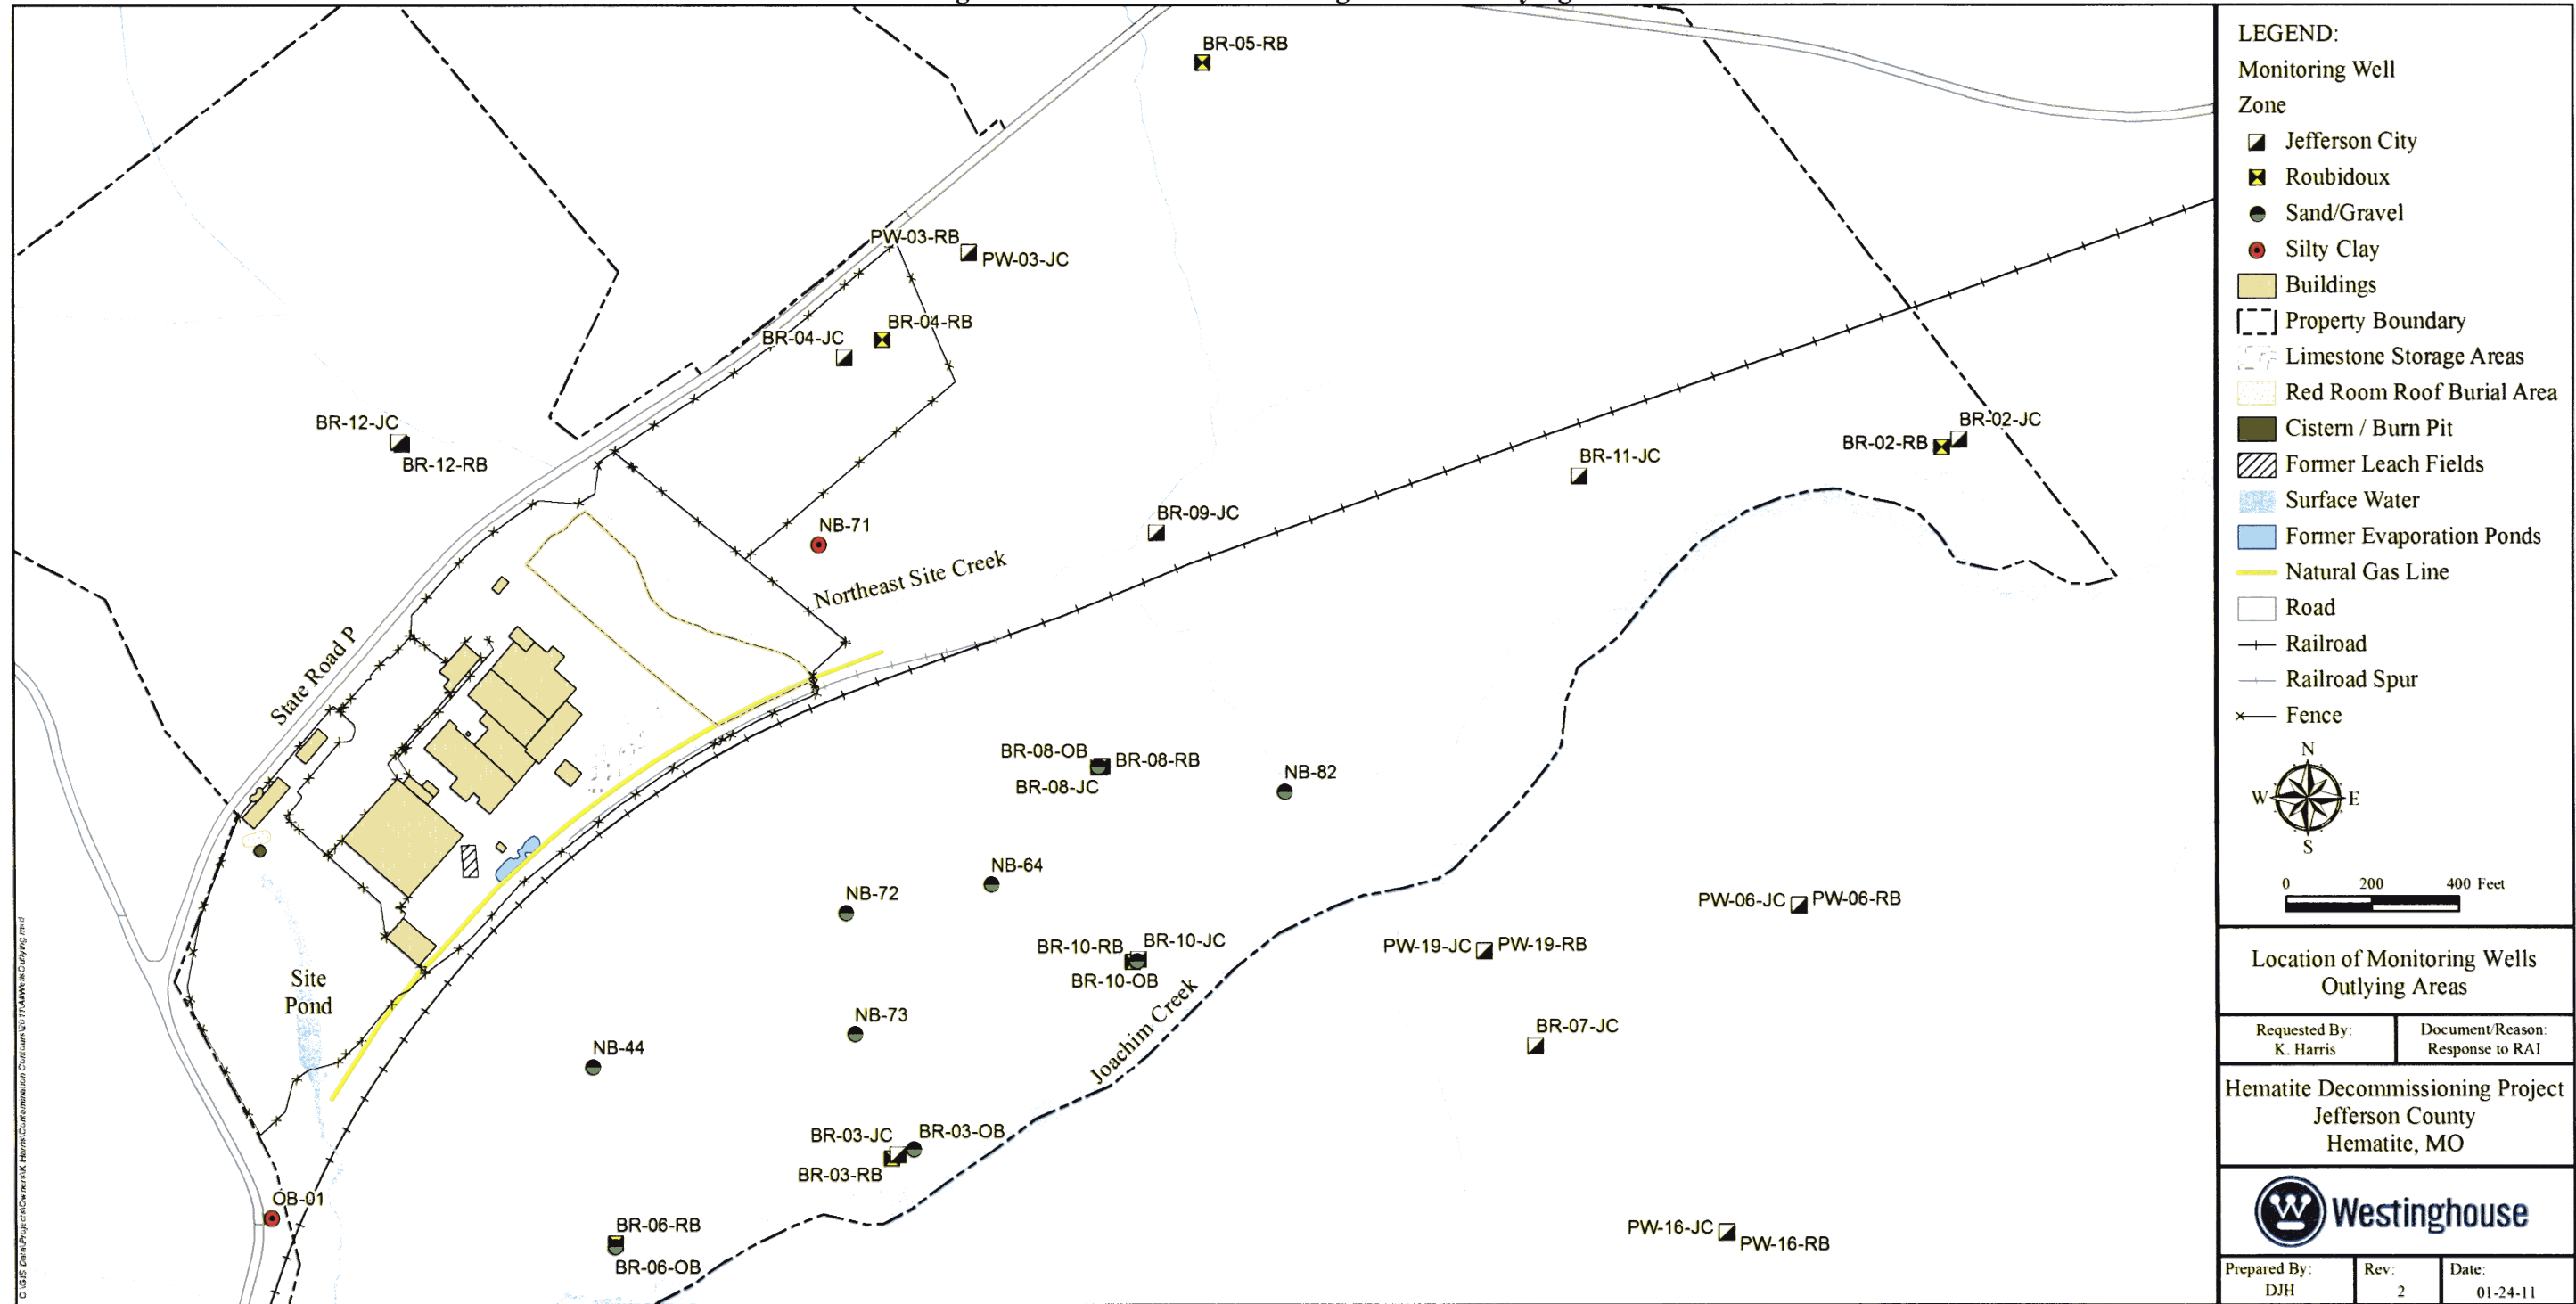 BR-05-RB
PW-03-RB
PW-03-JC
BR-04-RB
BR-04-JC
BR-12-JC
BR-12-RB
BR-02-JC
BR-02-RB
BR-11-JC
BR-09-JC
NB-71
Northeast Site Creek
State Road P
BR-08-OB
BR-08-RB
BR-08-JC
NB-82
NB-64
NB-72
PW-06-JC
PW-06-RB
BR-10-RB
BR-10-JC
BR-10-OB
PW-19-JC
PW-19-RB
Site
Pond
NB-73
NB-44
Joachim Creek
BR-07-JC
BR-03-JC
BR-03-OB
BR-03-RB
OB-01
BR-06-RB
BR-06-OB
PW-16-JC
PW-16-RB
LEGEND:
Monitoring Well
Zone
Jefferson City
Roubidoux
Sand/Gravel
Silty Clay
Buildings
Property Boundary
Limestone Storage Areas
Red Room Roof Burial Area
Cistern / Burn Pit
Former Leach Fields
Surface Water
Former Evaporation Ponds
Natural Gas Line
Road
Railroad
Railroad Spur
Fence
N
W E
S
0 200 400 Feet
Location of Monitoring Wells
Outlying Areas
Requested By:
K. Harris
Document/Reason:
Response to RAI
Hematite Decommissioning Project
Jefferson County
Hematite, MO
Westinghouse
Prepared By:
DJH
Rev:
2
Date:
01-24-11